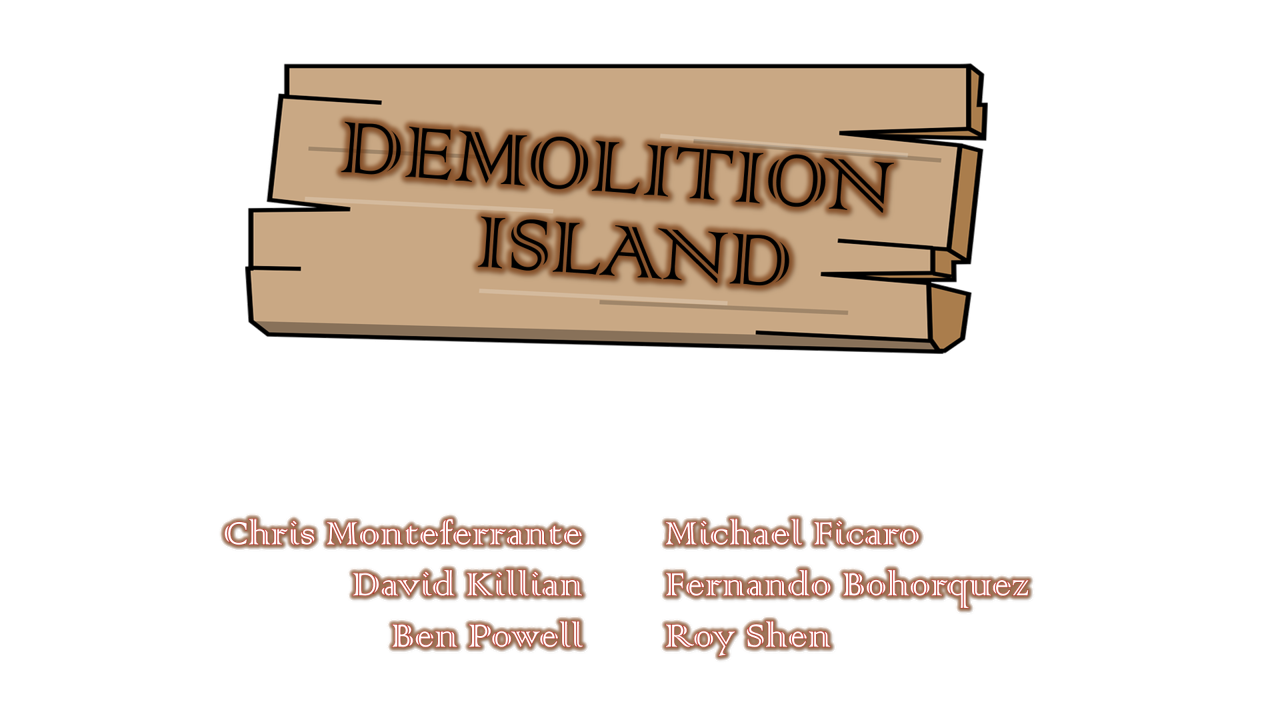 DEMOLITION
ISLAND
Chris Monteferrante
Michael Ficaro
David Killian
Fernando Bohorquez
Ben Powell
Roy Shen